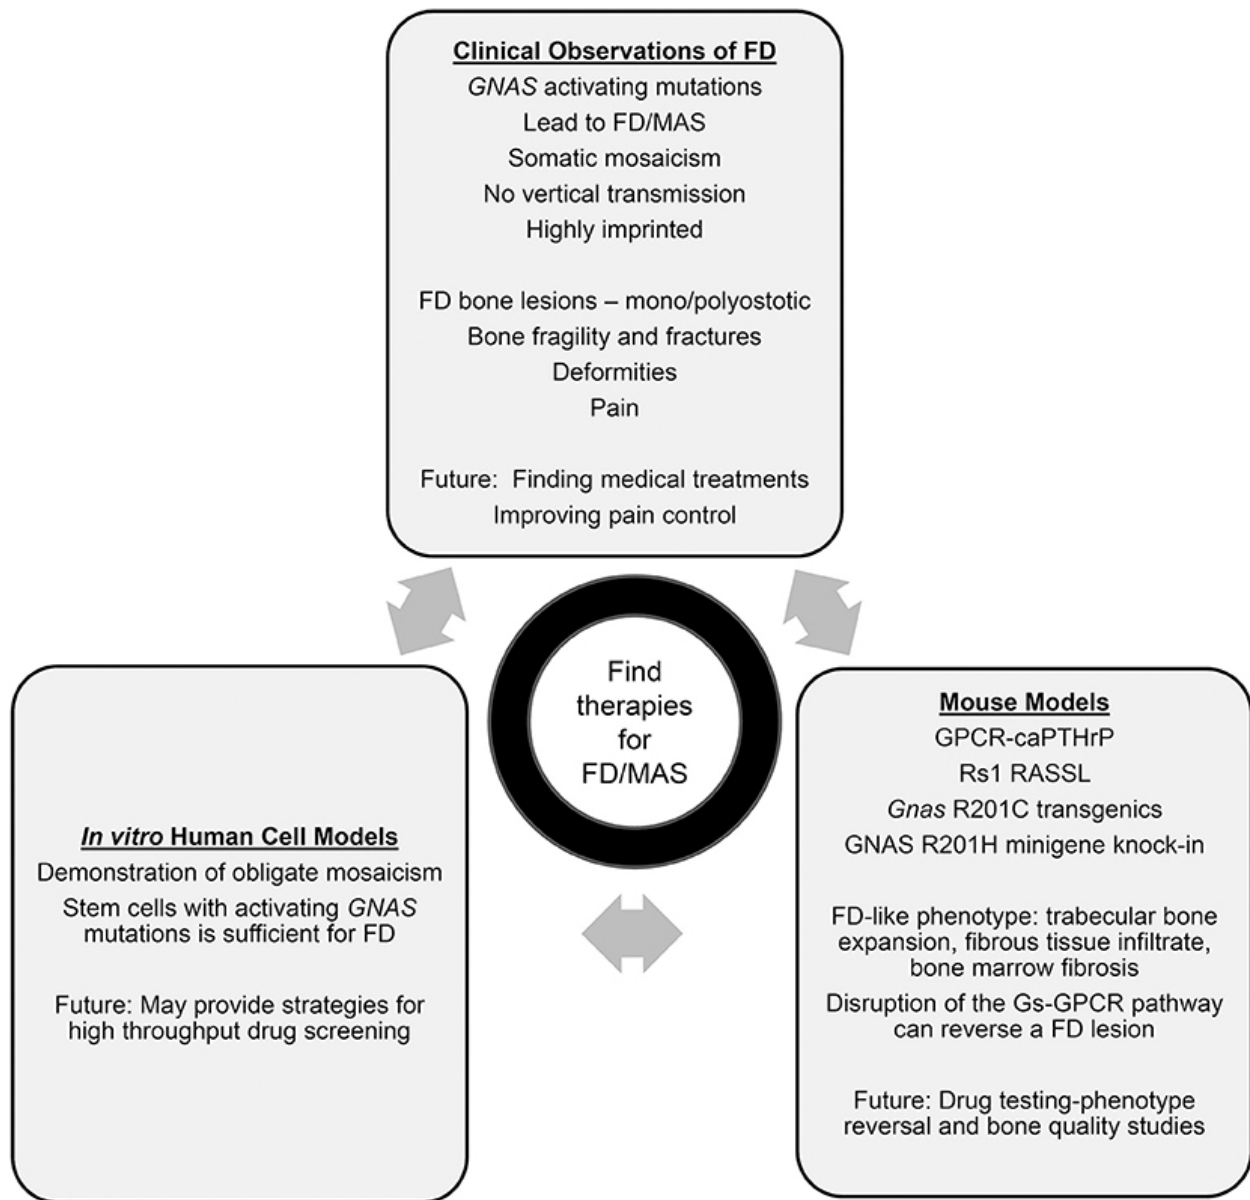 Clinical Observations of FD
GNAS activating mutations
Lead to FD/MAS
Somatic mosaicism
No vertical transmission
Highly imprinted
FD bone lesions – mono/polyostotic
Bone fragility and fractures
Deformities
Pain
Future:  Finding medical treatments
Improving pain control
Find
therapies
for
FD/MAS
In vitro Human Cell Models
Demonstration of obligate mosaicism
Stem cells with activating GNAS
mutations is sufficient for FD
Future: May provide strategies for
high throughput drug screening
Mouse Models
GPCR-caPTHrP
Rs1 RASSL
Gnas R201C transgenics
GNAS R201H minigene knock-in
FD-like phenotype: trabecular bone
expansion, fibrous tissue infiltrate,
bone marrow fibrosis
Disruption of the Gs-GPCR pathway
can reverse a FD lesion
Future: Drug testing-phenotype
reversal and bone quality studies